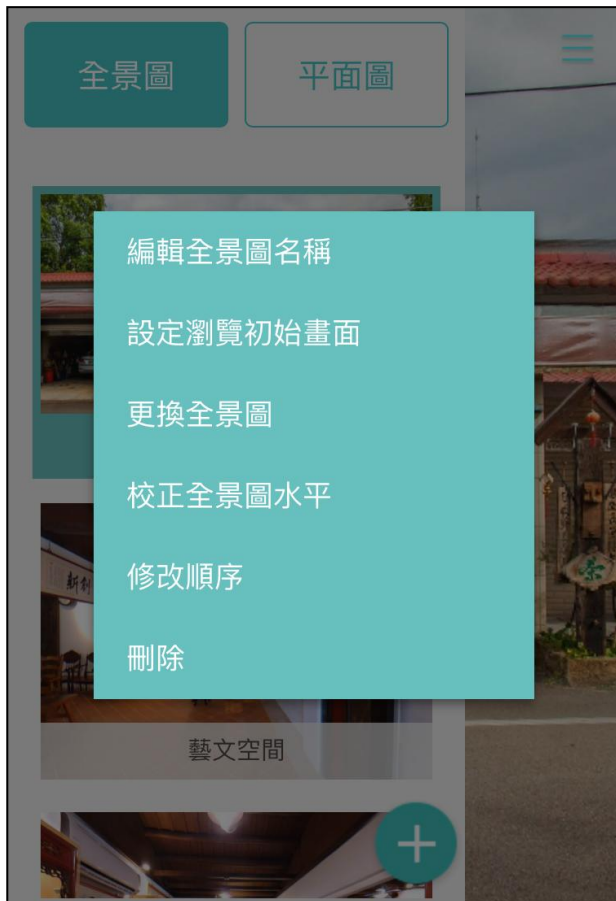 全景圖
平面圖
編輯全景圖名稱
設定瀏覽初始畫面
更換全景圖
校正全景圖水平
修改順序
刪除
藝文空間